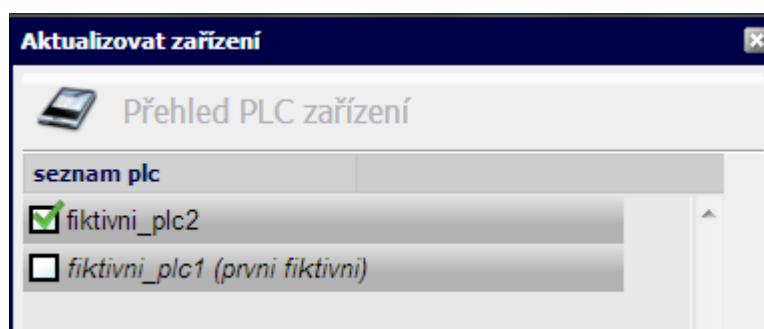 Aktualizovat zařízení
Přehled PLC zařízení
seznam plc
fiktivni_plc2
fiktivni_plc1 (prvni fiktivni)